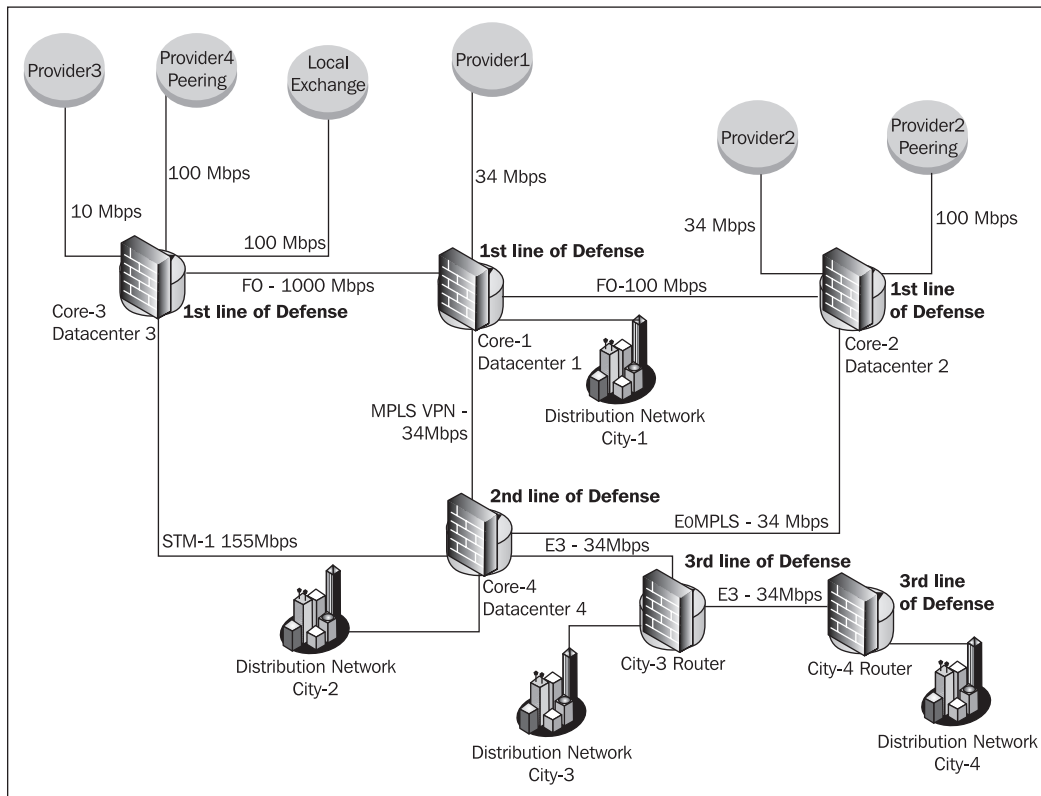 Provider3
Provider4
Peering
Local
Exchange
Provider1
Provider2
Provider2
Peering
100 Mbps
34 Mbps
10 Mbps
34 Mbps
100 Mbps
100 Mbps
1st line of Defense
FO - 1000 Mbps
FO-100 Mbps
1st line
of Defense
Core-3
Datacenter 3
1st line of Defense
Core-1
Datacenter 1
Core-2
Datacenter 2
MPLS VPN -
34Mbps
Distribution Network
City-1
2nd line of Defense
EoMPLS - 34 Mbps
STM-1 155Mbps
E3 - 34Mbps
3rd line of Defense
Core-4
Datacenter 4
E3 - 34Mbps
3rd line
of Defense
Distribution Network
City-2
City-3 Router
City-4 Router
Distribution Network
City-3
Distribution Network
City-4